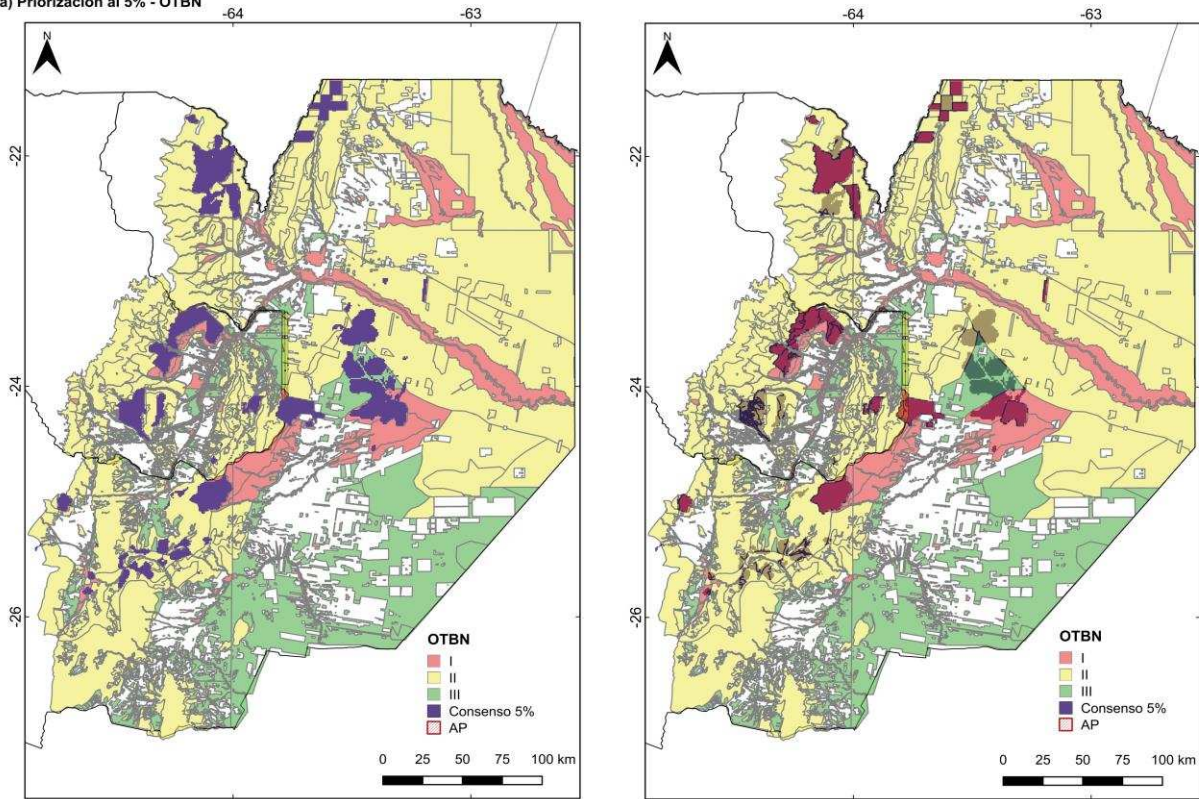 a) Priorización al 5% - OTBN
-64
-63
N
-22
-24
-26
OTBN
I
II
III
Consenso 5%
AP
0 25 50 75 100 km
-64
-63
N
-22
-24
-26
OTBN
I
II
III
Consenso 5%
AP
0 25 50 75 100 km